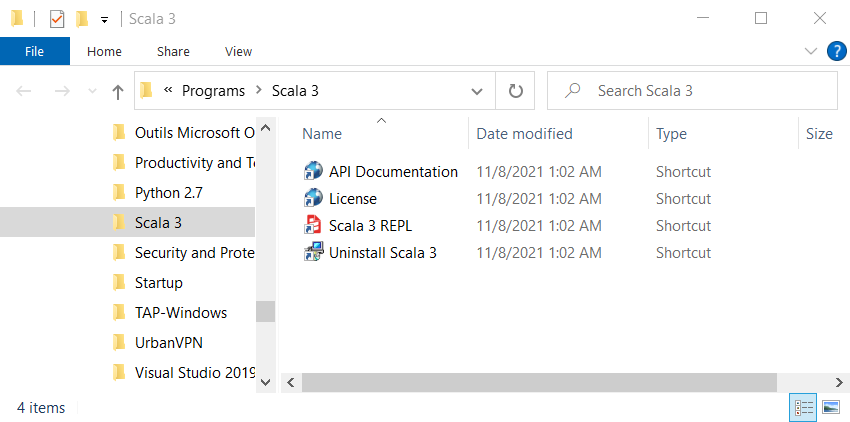 Scala 3
File Home Share View
« Programs > Scala 3
Search Scala 3
Outils Microsoft O
Productivity and Te
Python 2.7
Scala 3
Security and Prote
Startup
TAP-Windows
UrbanVPN
Visual Studio 2019
Name Date modified Type Size
API Documentation 11/8/2021 1:02 AM Shortcut
License 11/8/2021 1:02 AM Shortcut
Scala 3 REPL 11/8/2021 1:02 AM Shortcut
Uninstall Scala 3 11/8/2021 1:02 AM Shortcut
4 items